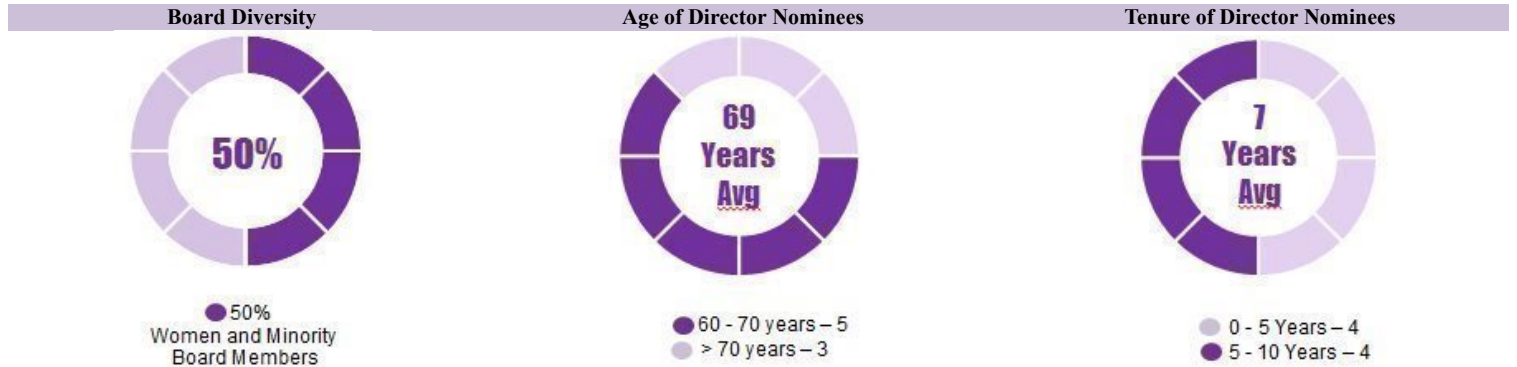 Board Diversity
Age of Director Nominees
Tenure of Director Nominees
50%
69
Years
Avg
7
Years
Avg
50%
Women and Minority
Board Members
60 - 70 years – 5
> 70 years – 3
0 - 5 Years – 4
5 - 10 Years – 4